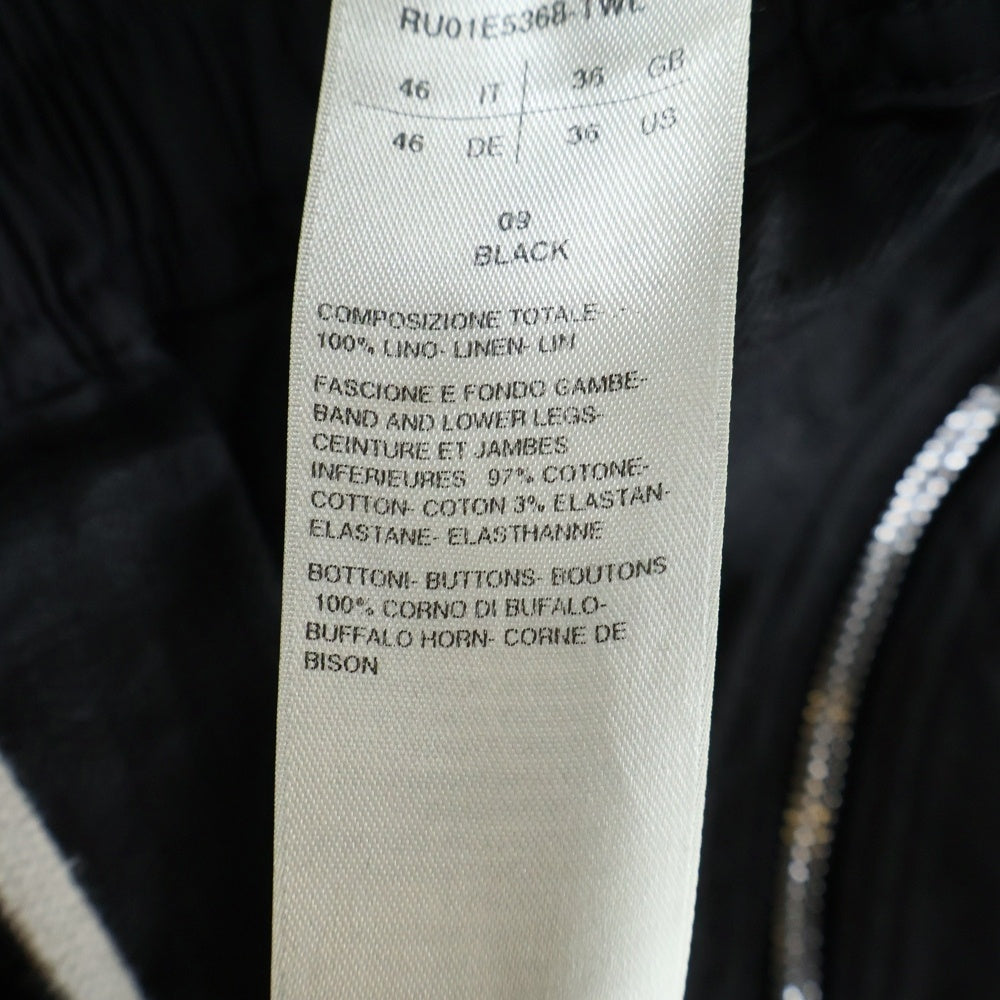 RU01E5368-TWL
46 IT 36 GB
46 DE 36 US
09
BLACK
COMPOSIZIONE TOTALE-
100% LINO- LINEN- LIN
FASCIONE E FONDO GAMBE-
BAND AND LOWER LEGS-
CEINTURE ET JAMBES
INFERIEURES 97% COTONE-
COTTON- COTON 3% ELASTAN-
ELASTANE- ELASTHANNE
BOTTONI- BUTTONS- BOUTONS
100% CORNO DI BUFALO-
BUFFALO HORN- CORNE DE
BISON